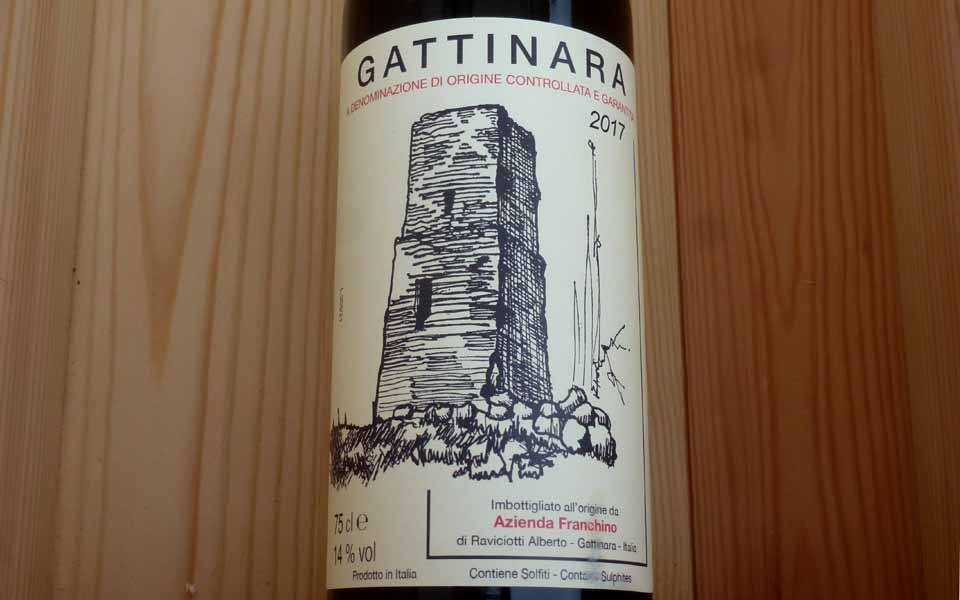 GATTINARA
A DENOMINAZIONE DI ORIGINE CONTROLLATA E GARANTITA
2017
Imbottigliato all'origine da
Azienda Franchino
di Raviciotti Alberto - Gattinara - Italia
75 cl e
14 % vol
Prodotto in Italia
Contiene Solfiti - Contains Sulphites